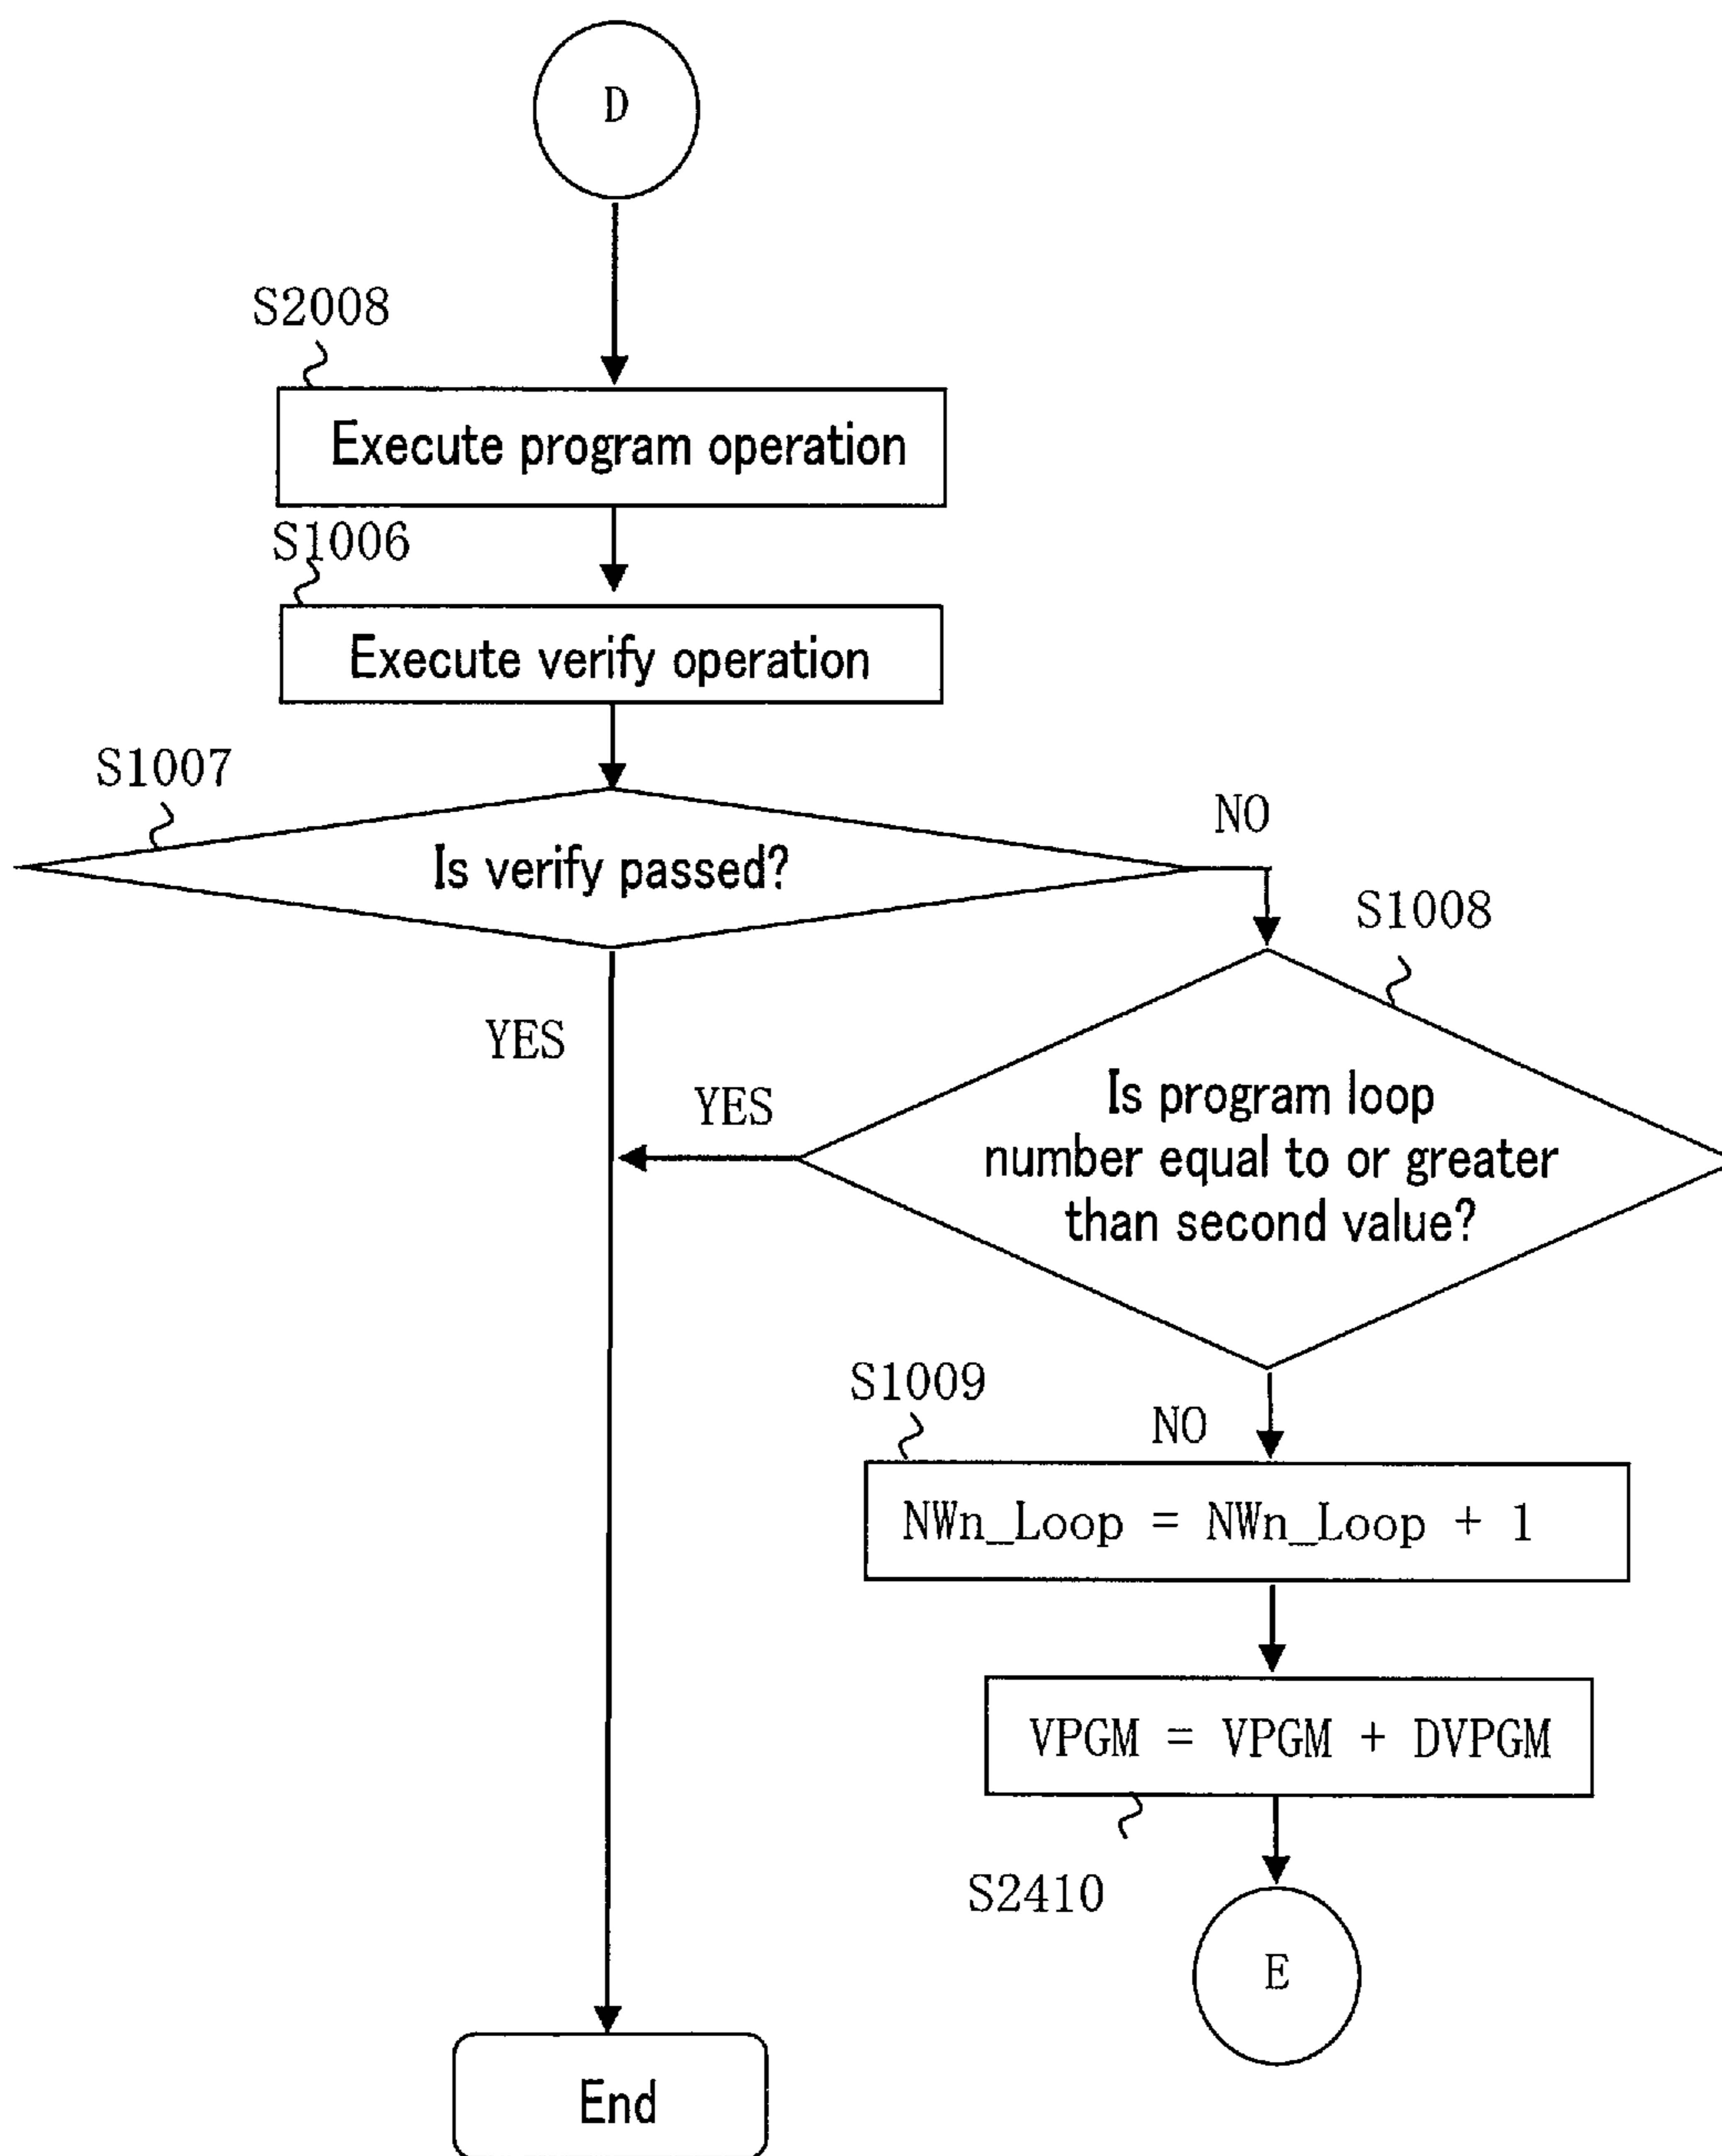 D
S2008
Execute program operation
S1006
Execute verify operation
S1007
Is verify passed?
NO
S1008
YES
YES
Is program loop
number equal to or greater
than second value?
S1009
NO
NWn_Loop = NWn_Loop + 1
VPGM = VPGM + DVPGM
S2410
E
End